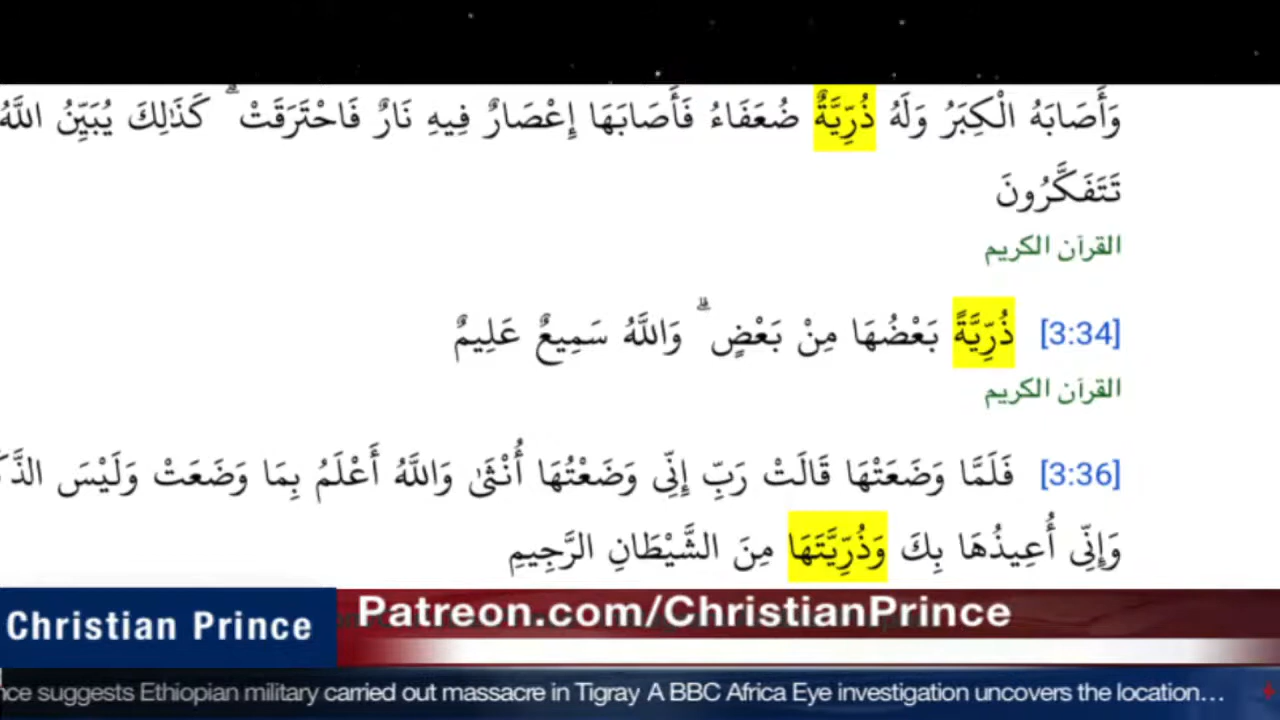 وَأَصَابَهُ الْكِبَرُ وَلَهُ ذُرِّيَّةٌ ضُعَفَاءُ فَأَصَابَهَا إِعْصَارٌ فِيهِ نَارٌ فَاحْتَرَقَتْ ۗ كَذَٰلِكَ يُبَيِّنُ اللَّهُ
تَتَفَكَّرُونَ
القرآن الكريم
[3:34] ذُرِّيَّةً بَعْضُهَا مِنْ بَعْضٍ ۗ وَاللَّهُ سَمِيعٌ عَلِيمٌ
القرآن الكريم
[3:36] فَلَمَّا وَضَعَتْهَا قَالَتْ رَبِّ إِنِّي وَضَعْتُهَا أُنْثَىٰ وَاللَّهُ أَعْلَمُ بِمَا وَضَعَتْ وَلَيْسَ
وَإِنِّي أُعِيذُهَا بِكَ وَذُرِّيَّتَهَا مِنَ الشَّيْطَانِ الرَّجِيمِ
Patreon.com/ChristianPrince
Christian Prince
nce suggests Ethiopian military carried out massacre in Tigray A BBC Africa Eye investigation uncovers the location…